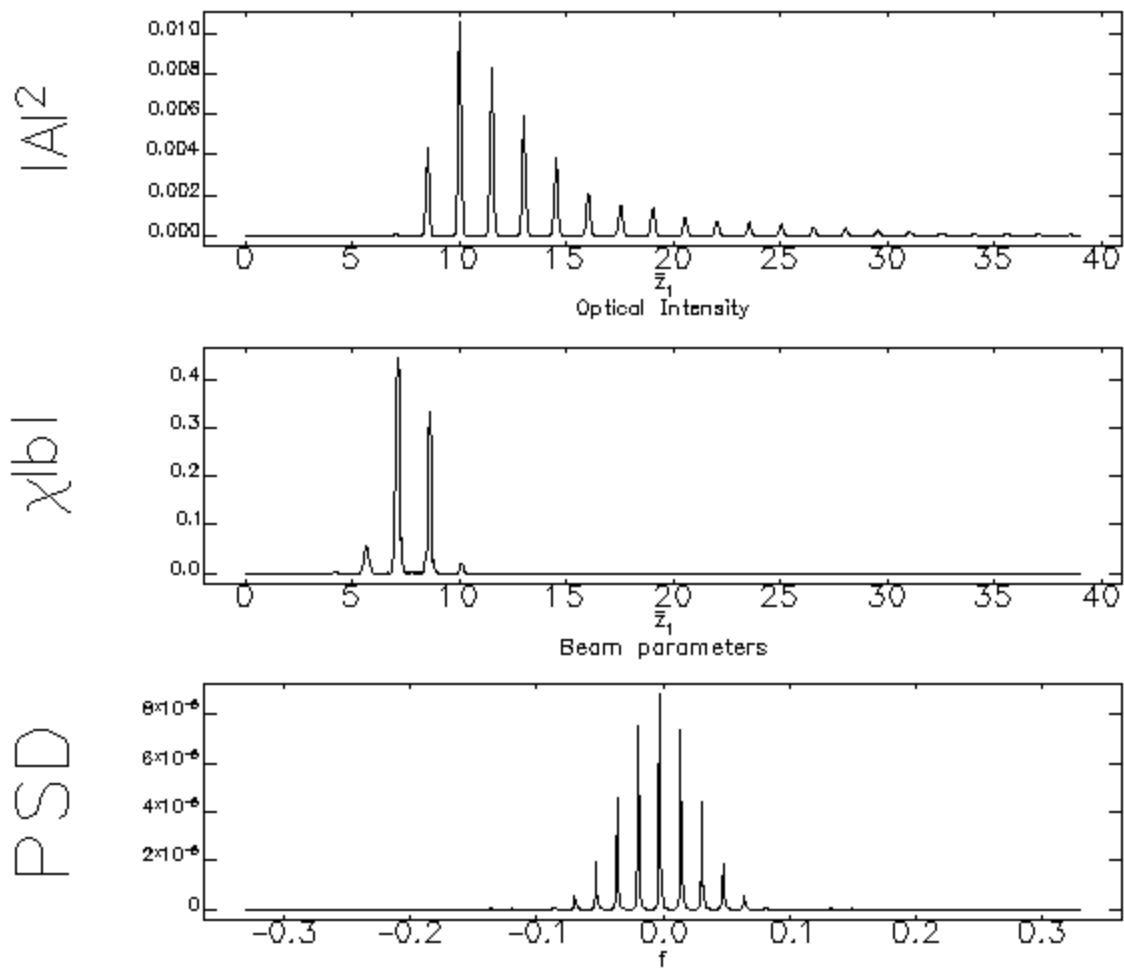 |A|²
0.010
0.008
0.006
0.004
0.002
0.000
0 5 10 15 20 25 30 35 40
z̄₁
Optical Intensity
χ|b|
0.4
0.3
0.2
0.1
0.0
0 5 10 15 20 25 30 35 40
z̄₁
Beam parameters
PSD
8×10⁻⁶
6×10⁻⁶
4×10⁻⁶
2×10⁻⁶
0
-0.3 -0.2 -0.1 0.0 0.1 0.2 0.3
f